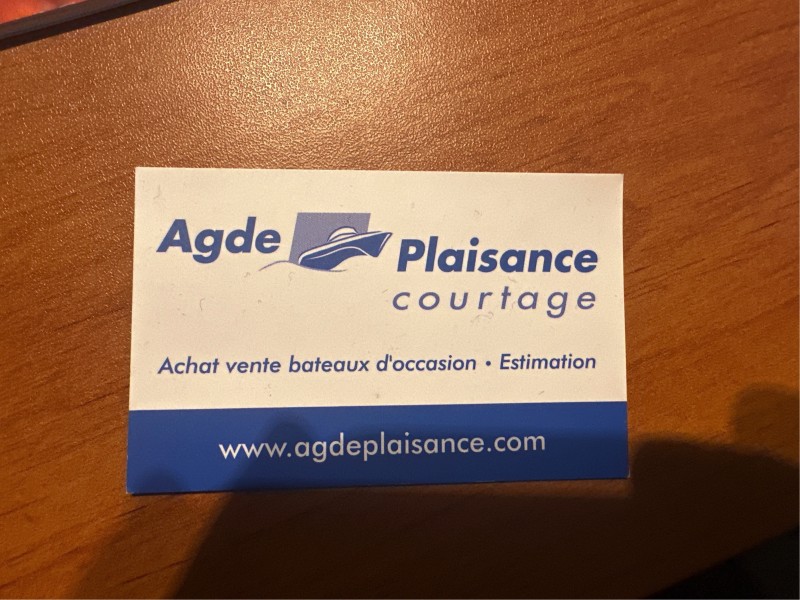 Agde Plaisance
courtage
Achat vente bateaux d'occasion • Estimation
www.agdeplaisance.com